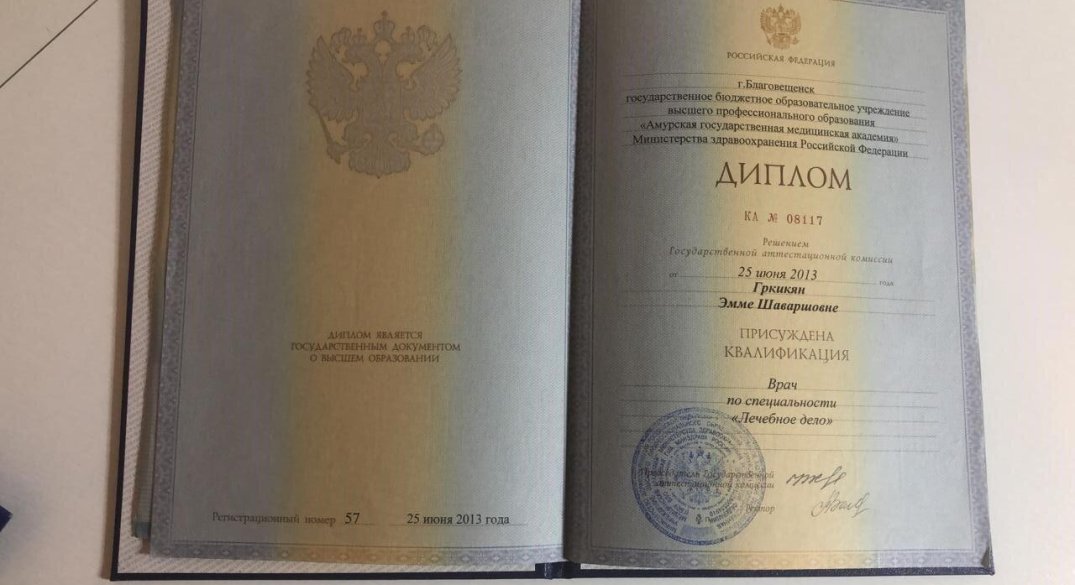 ДИПЛОМ ЯВЛЯЕТСЯ
ГОСУДАРСТВЕННЫМ ДОКУМЕНТОМ
О ВЫСШЕМ ОБРАЗОВАНИИ
Регистрационный номер 57 25 июня 2013 года
РОССИЙСКАЯ ФЕДЕРАЦИЯ
г.Благовещенск
государственное бюджетное образовательное учреждение
высшего профессионального образования
«Амурская государственная медицинская академия»
Министерства здравоохранения Российской Федерации
ДИПЛОМ
КА № 08117
Решением
Государственной аттестационной комиссии
от 25 июня 2013 года
Гркикян
Эмме Шаваршовне
ПРИСУЖДЕНА
КВАЛИФИКАЦИЯ
Врач
по специальности
«Лечебное дело»
Председатель Государственной
аттестационной комиссии
Ректор